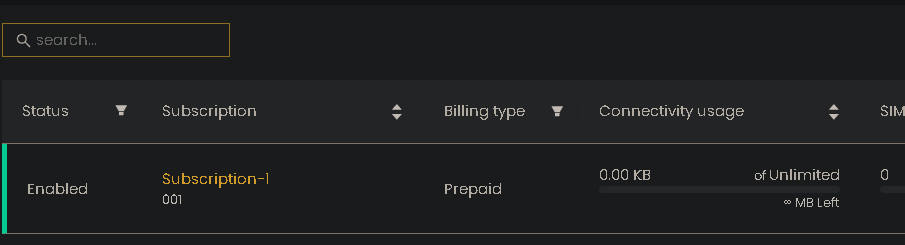 search...
Status Subscription Billing type Connectivity usage SIM
Enabled Subscription-1 Prepaid 0.00 KB of Unlimited 0
001 ∞ MB Left